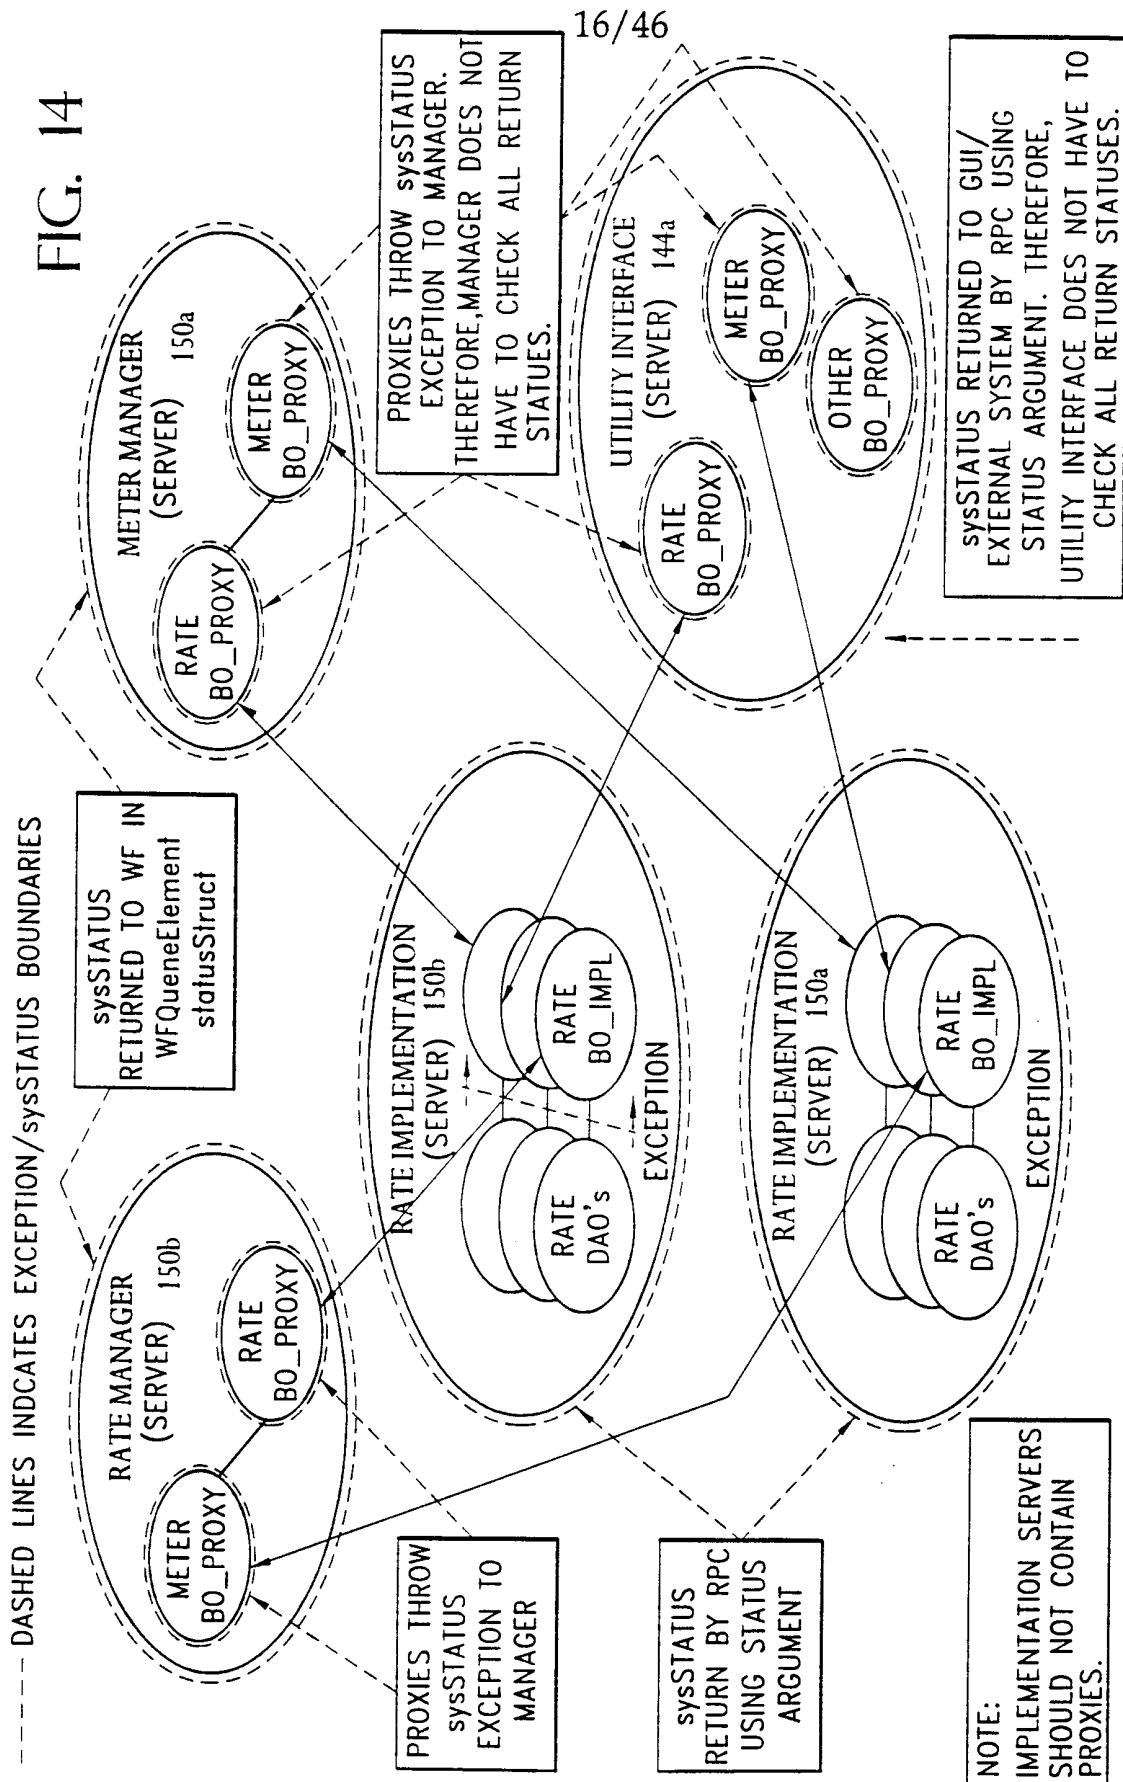 16/46
FIG. 14
----- DASHED LINES INDCATES EXCEPTION/sysSTATUS BOUNDARIES
sysSTATUS
RETURNED TO WF IN
WFQueneElement
statusStruct
RATE MANAGER
(SERVER) 150b
METER
BO_PROXY
RATE
BO_PROXY
METER MANAGER
(SERVER) 150a
RATE
BO_PROXY
METER
BO_PROXY
PROXIES THROW
sysSTATUS
EXCEPTION TO
MANAGER
RATE IMPLEMENTATION
(SERVER) 150b
RATE
DAO's
RATE
BO_IMPL
EXCEPTION
PROXIES THROW sysSTATUS
EXCEPTION TO MANAGER.
THEREFORE,MANAGER DOES NOT
HAVE TO CHECK ALL RETURN
STATUES.
sysSTATUS
RETURN BY RPC
USING STATUS
ARGUMENT
UTILITY INTERFACE
(SERVER) 144a
RATE
BO_PROXY
METER
BO_PROXY
OTHER
BO_PROXY
RATE IMPLEMENTATION
(SERVER) 150a
RATE
DAO's
RATE
BO_IMPL
EXCEPTION
NOTE:
IMPLEMENTATION SERVERS
SHOULD NOT CONTAIN
PROXIES.
sysSTATUS RETURNED TO GUI/
EXTERNAL SYSTEM BY RPC USING
STATUS ARGUMENT. THEREFORE,
UTILITY INTERFACE DOES NOT HAVE TO
CHECK ALL RETURN STATUSES.